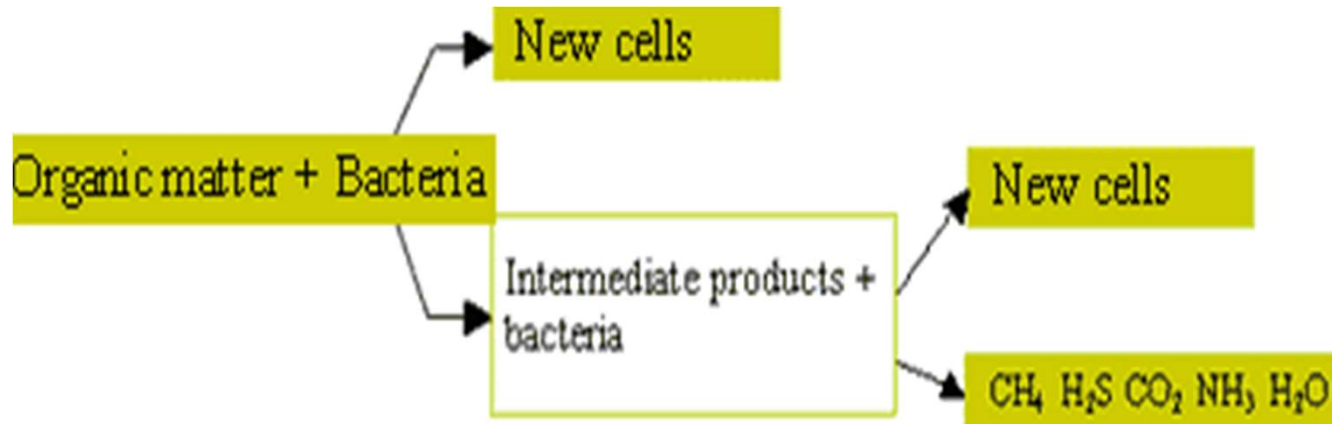 New cells
Organic matter + Bacteria
New cells
Intermediate products +
bacteria
CH₄ H₂S CO₂ NH₃ H₂O